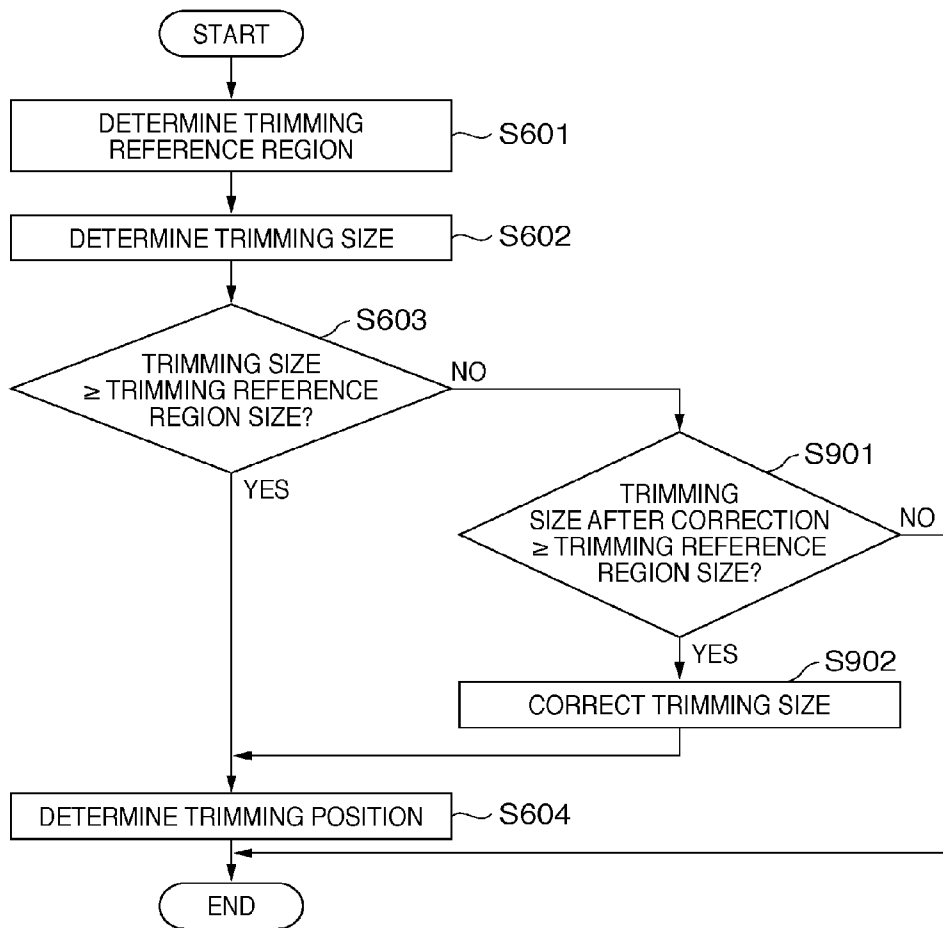 START
DETERMINE TRIMMING
REFERENCE REGION
S601
DETERMINE TRIMMING SIZE
S602
S603
TRIMMING SIZE
≥ TRIMMING REFERENCE
REGION SIZE?
NO
YES
S901
TRIMMING
SIZE AFTER CORRECTION
≥ TRIMMING REFERENCE
REGION SIZE?
NO
YES
S902
CORRECT TRIMMING SIZE
DETERMINE TRIMMING POSITION
S604
END